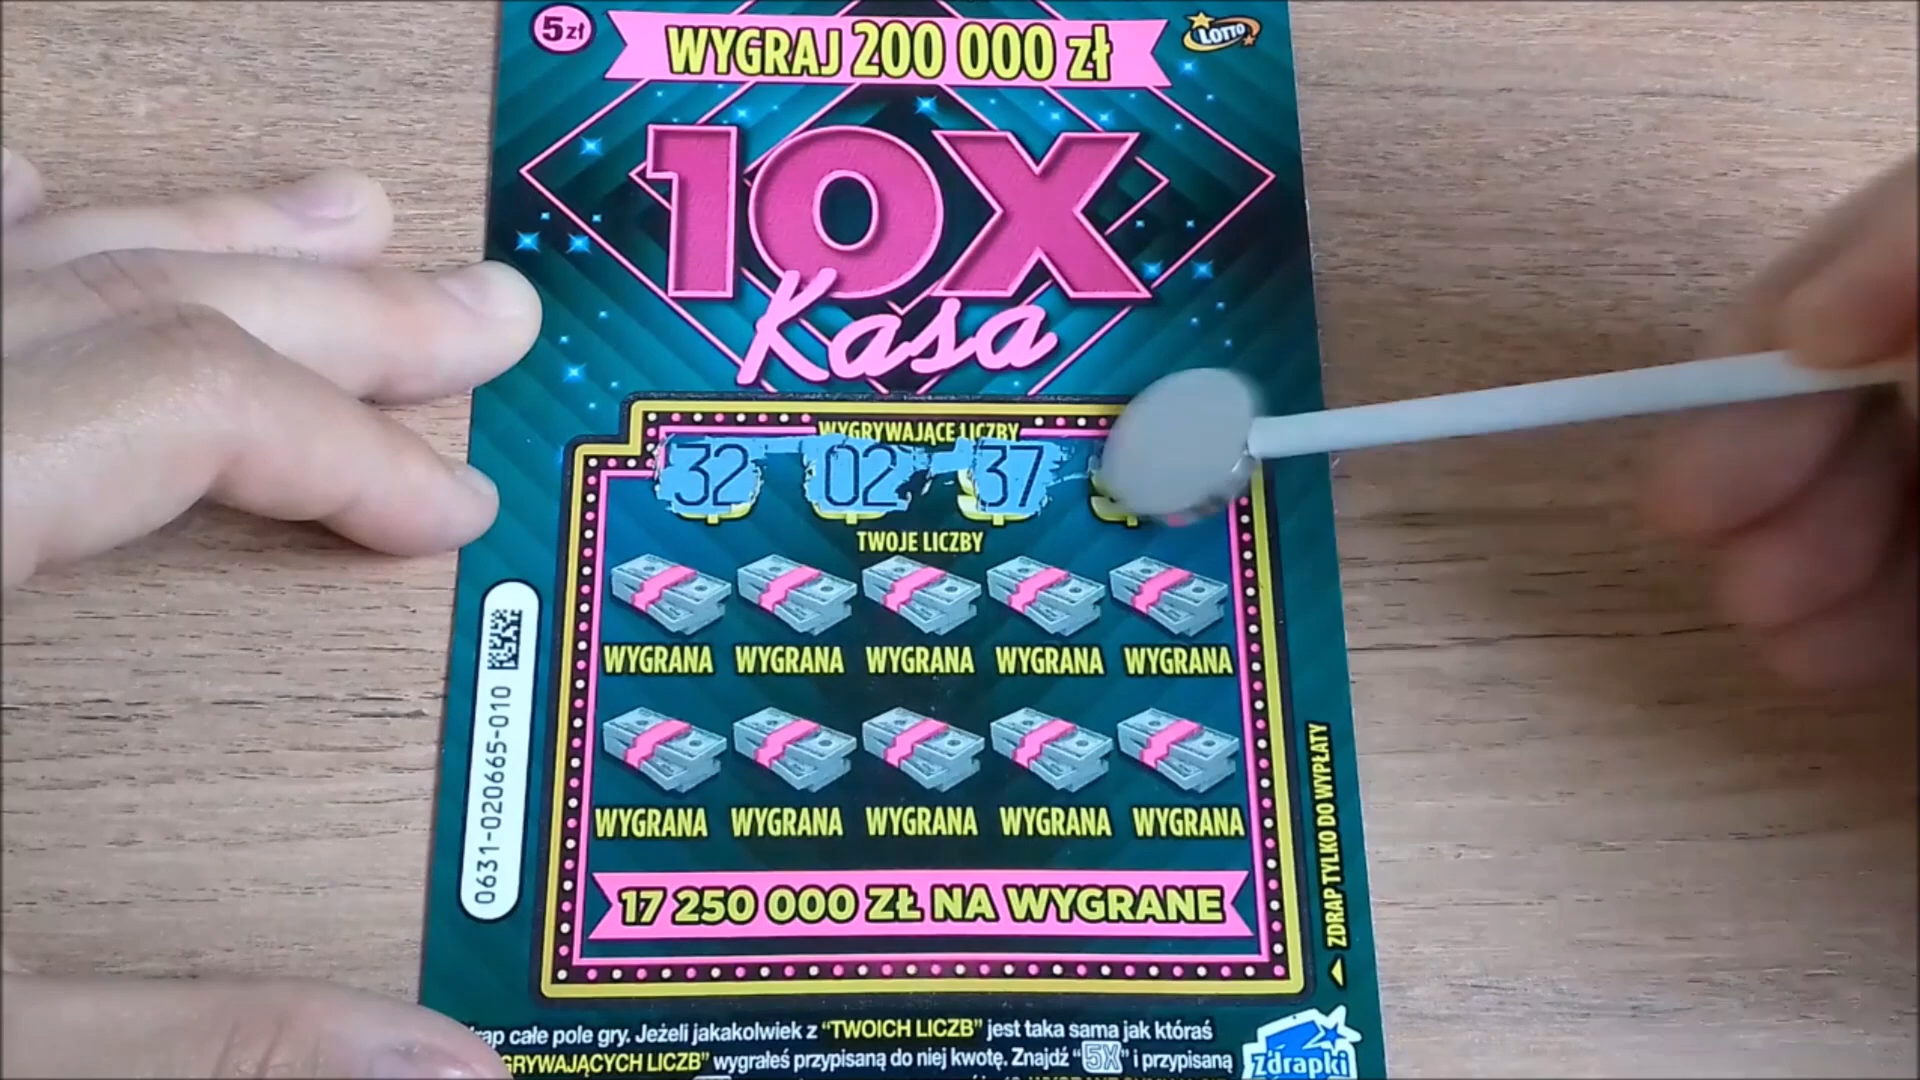 5 zł
WYGRAJ 200 000 zł
LOTTO
10X
Kasa
WYGRYWAJĄCE LICZBY
32 02 37
TWOJE LICZBY
WYGRANA WYGRANA WYGRANA WYGRANA WYGRANA
WYGRANA WYGRANA WYGRANA WYGRANA WYGRANA
17 250 000 ZŁ NA WYGRANE
0631-020665-010
ZDRAP TYLKO DO WYPŁATY
całe pole gry. Jeżeli jakakolwiek z "TWOICH LICZB" jest taka sama jak któraś
GRYWAJĄCYCH LICZB" wygrałeś przypisaną do niej kwotę. Znajdź "5X" i przypisaną
Zdrapki